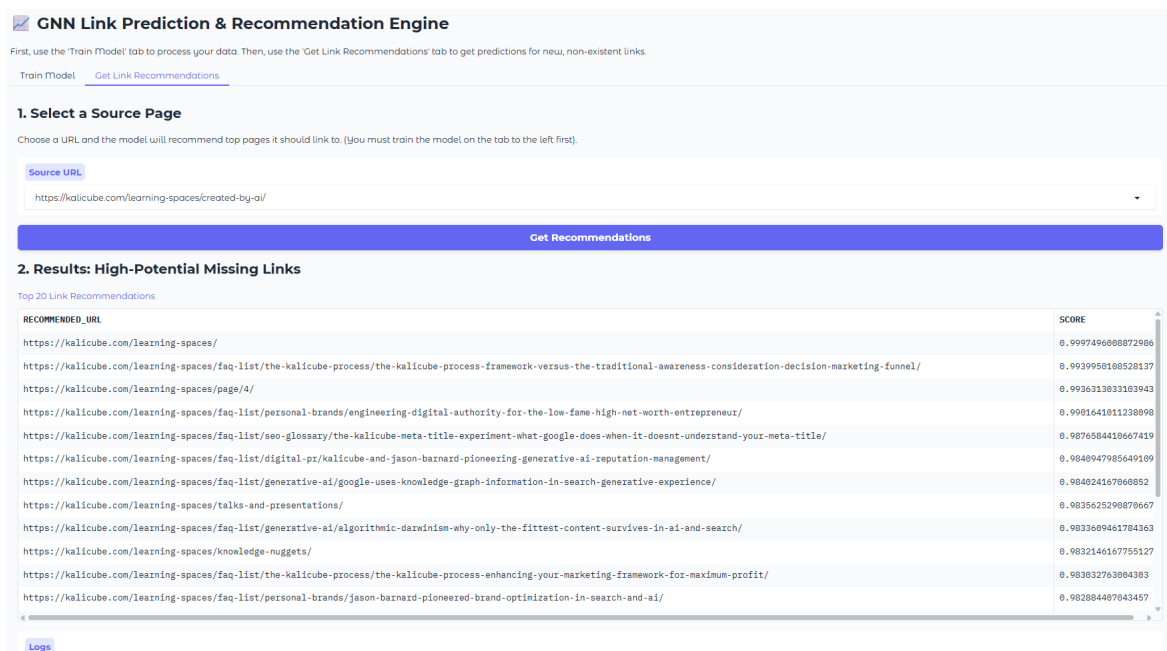 📈 GNN Link Prediction & Recommendation Engine
First, use the 'Train Model' tab to process your data. Then, use the 'Get Link Recommendations' tab to get predictions for new, non-existent links.
Train Model Get Link Recommendations
1. Select a Source Page
Choose a URL and the model will recommend top pages it should link to. (You must train the model on the tab to the left first).
Source URL
https://kalicube.com/learning-spaces/created-by-ai/
Get Recommendations
2. Results: High-Potential Missing Links
Top 20 Link Recommendations
RECOMMENDED_URL SCORE
https://kalicube.com/learning-spaces/ 0.9997496008872986
https://kalicube.com/learning-spaces/faq-list/the-kalicube-process/the-kalicube-process-framework-versus-the-traditional-awareness-consideration-decision-marketing-funnel/ 0.9939950108528137
https://kalicube.com/learning-spaces/page/4/ 0.9936313033103943
https://kalicube.com/learning-spaces/faq-list/personal-brands/engineering-digital-authority-for-the-low-fame-high-net-worth-entrepreneur/ 0.9901641011238098
https://kalicube.com/learning-spaces/faq-list/seo-glossary/the-kalicube-meta-title-experiment-what-google-does-when-it-doesnt-understand-your-meta-title/ 0.9876584410667419
https://kalicube.com/learning-spaces/faq-list/digital-pr/kalicube-and-jason-barnard-pioneering-generative-ai-reputation-management/ 0.9840947985649109
https://kalicube.com/learning-spaces/faq-list/generative-ai/google-uses-knowledge-graph-information-in-search-generative-experience/ 0.984024167060852
https://kalicube.com/learning-spaces/talks-and-presentations/ 0.9835625290870667
https://kalicube.com/learning-spaces/faq-list/generative-ai/algorithmic-darwinism-why-only-the-fittest-content-survives-in-ai-and-search/ 0.9833609461784363
https://kalicube.com/learning-spaces/knowledge-nuggets/ 0.9832146167755127
https://kalicube.com/learning-spaces/faq-list/the-kalicube-process/the-kalicube-process-enhancing-your-marketing-framework-for-maximum-profit/ 0.983032763004303
https://kalicube.com/learning-spaces/faq-list/personal-brands/jason-barnard-pioneered-brand-optimization-in-search-and-ai/ 0.982884407043457
Logs